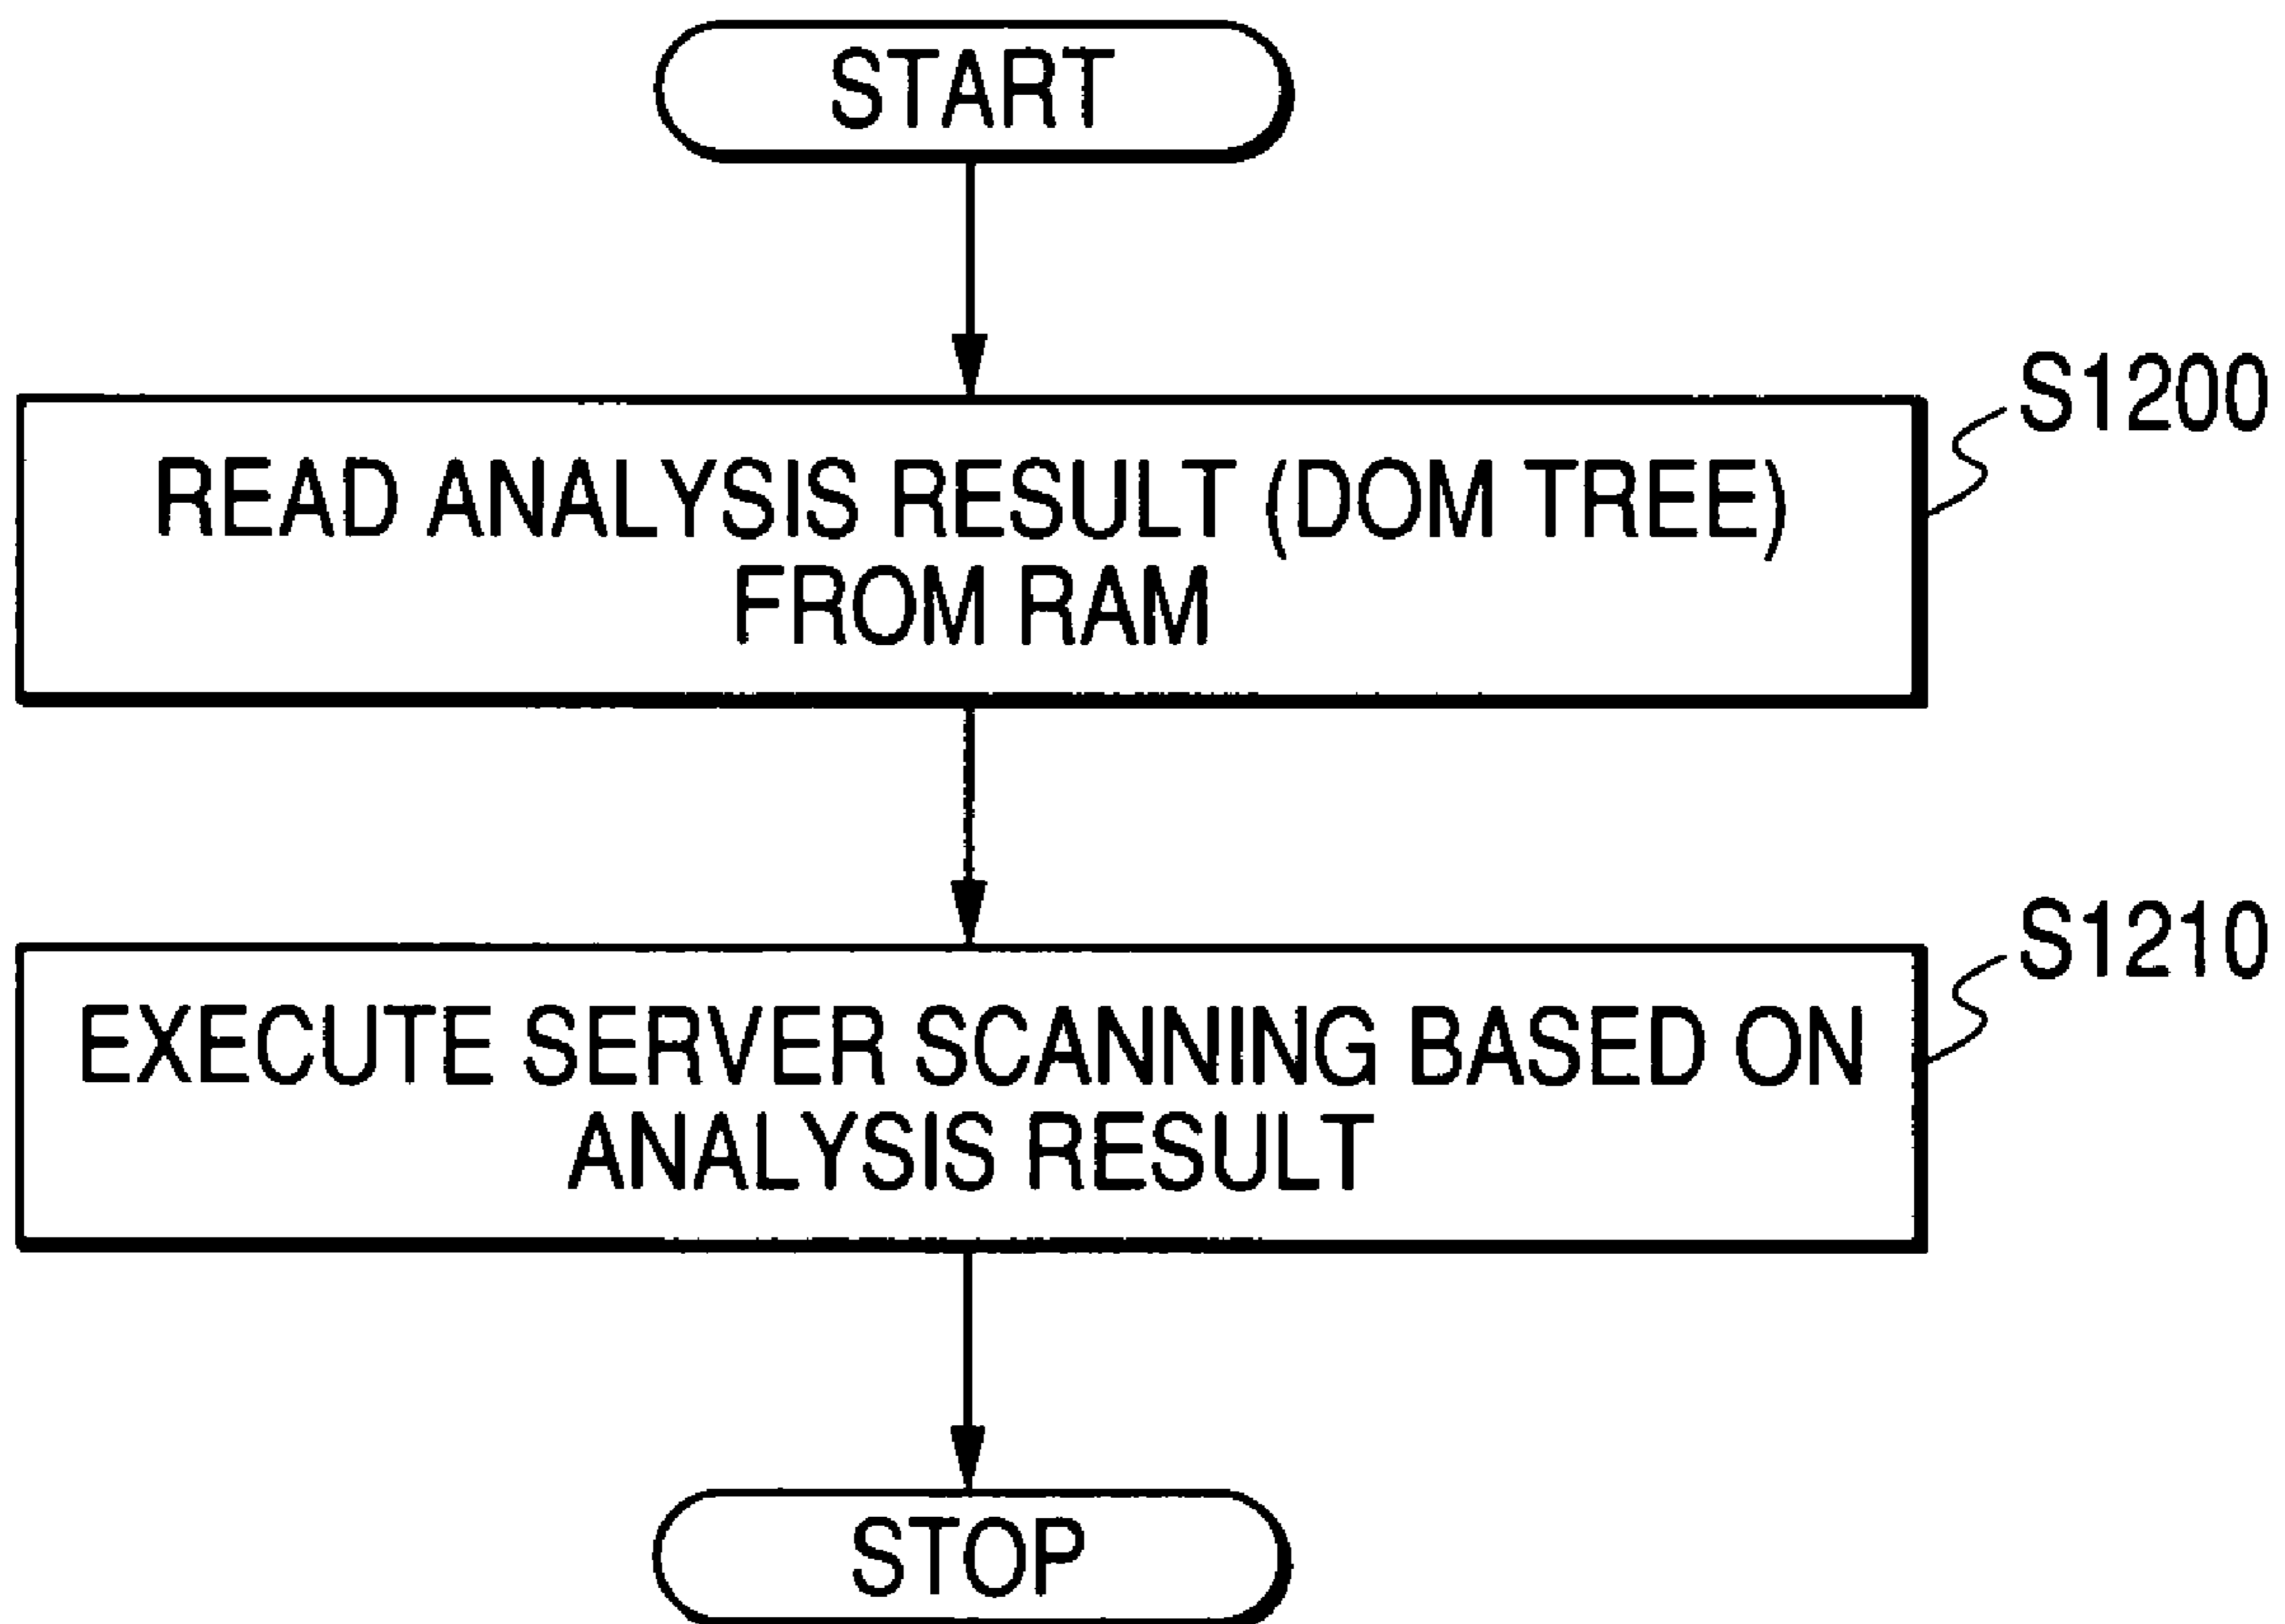 START
S1200
READ ANALYSIS RESULT (DOM TREE)
FROM RAM
S1210
EXECUTE SERVER SCANNING BASED ON
ANALYSIS RESULT
STOP